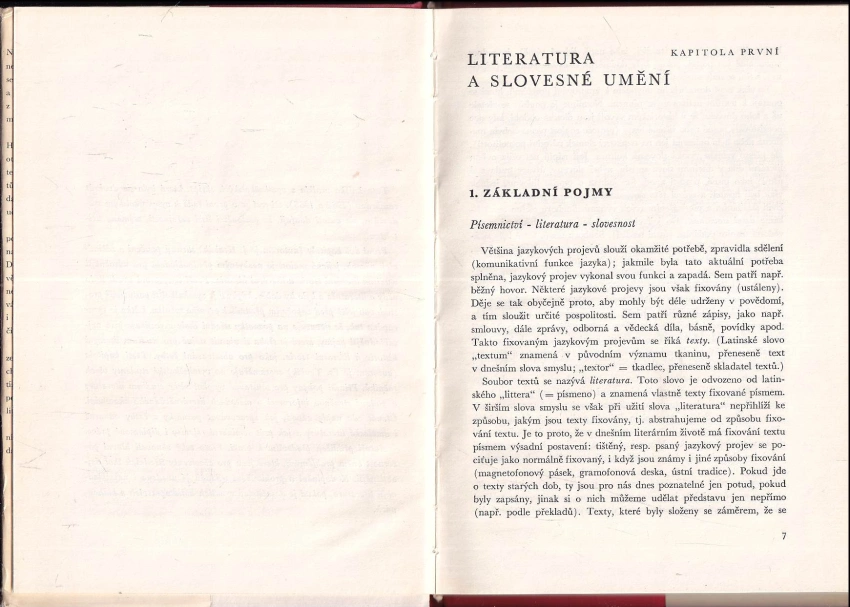 KAPITOLA PRVNÍ
LITERATURA
A SLOVESNÉ UMĚNÍ
1. ZÁKLADNÍ POJMY
Písemnictví - literatura - slovesnost
Většina jazykových projevů slouží okamžité potřebě, zpravidla sdělení
(komunikativní funkce jazyka); jakmile byla tato aktuální potřeba
splněna, jazykový projev vykonal svou funkci a zapadá. Sem patří např.
běžný hovor. Některé jazykové projevy jsou však fixovány (ustáleny).
Děje se tak obyčejně proto, aby mohly být déle udrženy v povědomí,
a tím sloužit určité pospolitosti. Sem patří různé zápisy, jako např.
smlouvy, dále zprávy, odborná a vědecká díla, básně, povídky apod.
Takto fixovaným jazykovým projevům se říká texty. (Latinské slovo
„textum“ znamená v původním významu tkaninu, přeneseně text
v dnešním slova smyslu; „textor“ = tkadlec, přeneseně skladatel textů.)
Soubor textů se nazývá literatura. Toto slovo je odvozeno od latin-
ského „littera“ (= písmeno) a znamená vlastně texty fixované písmem.
V širším slova smyslu se však při užití slova „literatura“ nepřihlíží ke
způsobu, jakým jsou texty fixovány, tj. abstrahujeme od způsobu fixo-
vání textu. Je to proto, že v dnešním literárním životě má fixování textu
písmem výsadní postavení: tištěný, resp. psaný jazykový projev se po-
ciťuje jako normálně fixovaný, i když jsou známy i jiné způsoby fixování
(magnetofonový pásek, gramofonová deska, ústní tradice). Pokud jde
o texty starých dob, ty jsou pro nás dnes poznatelné jen potud, pokud
byly zapsány, jinak si o nich můžeme udělat představu jen nepřímo
(např. podle překladů). Texty, které byly složeny se záměrem, že se
7